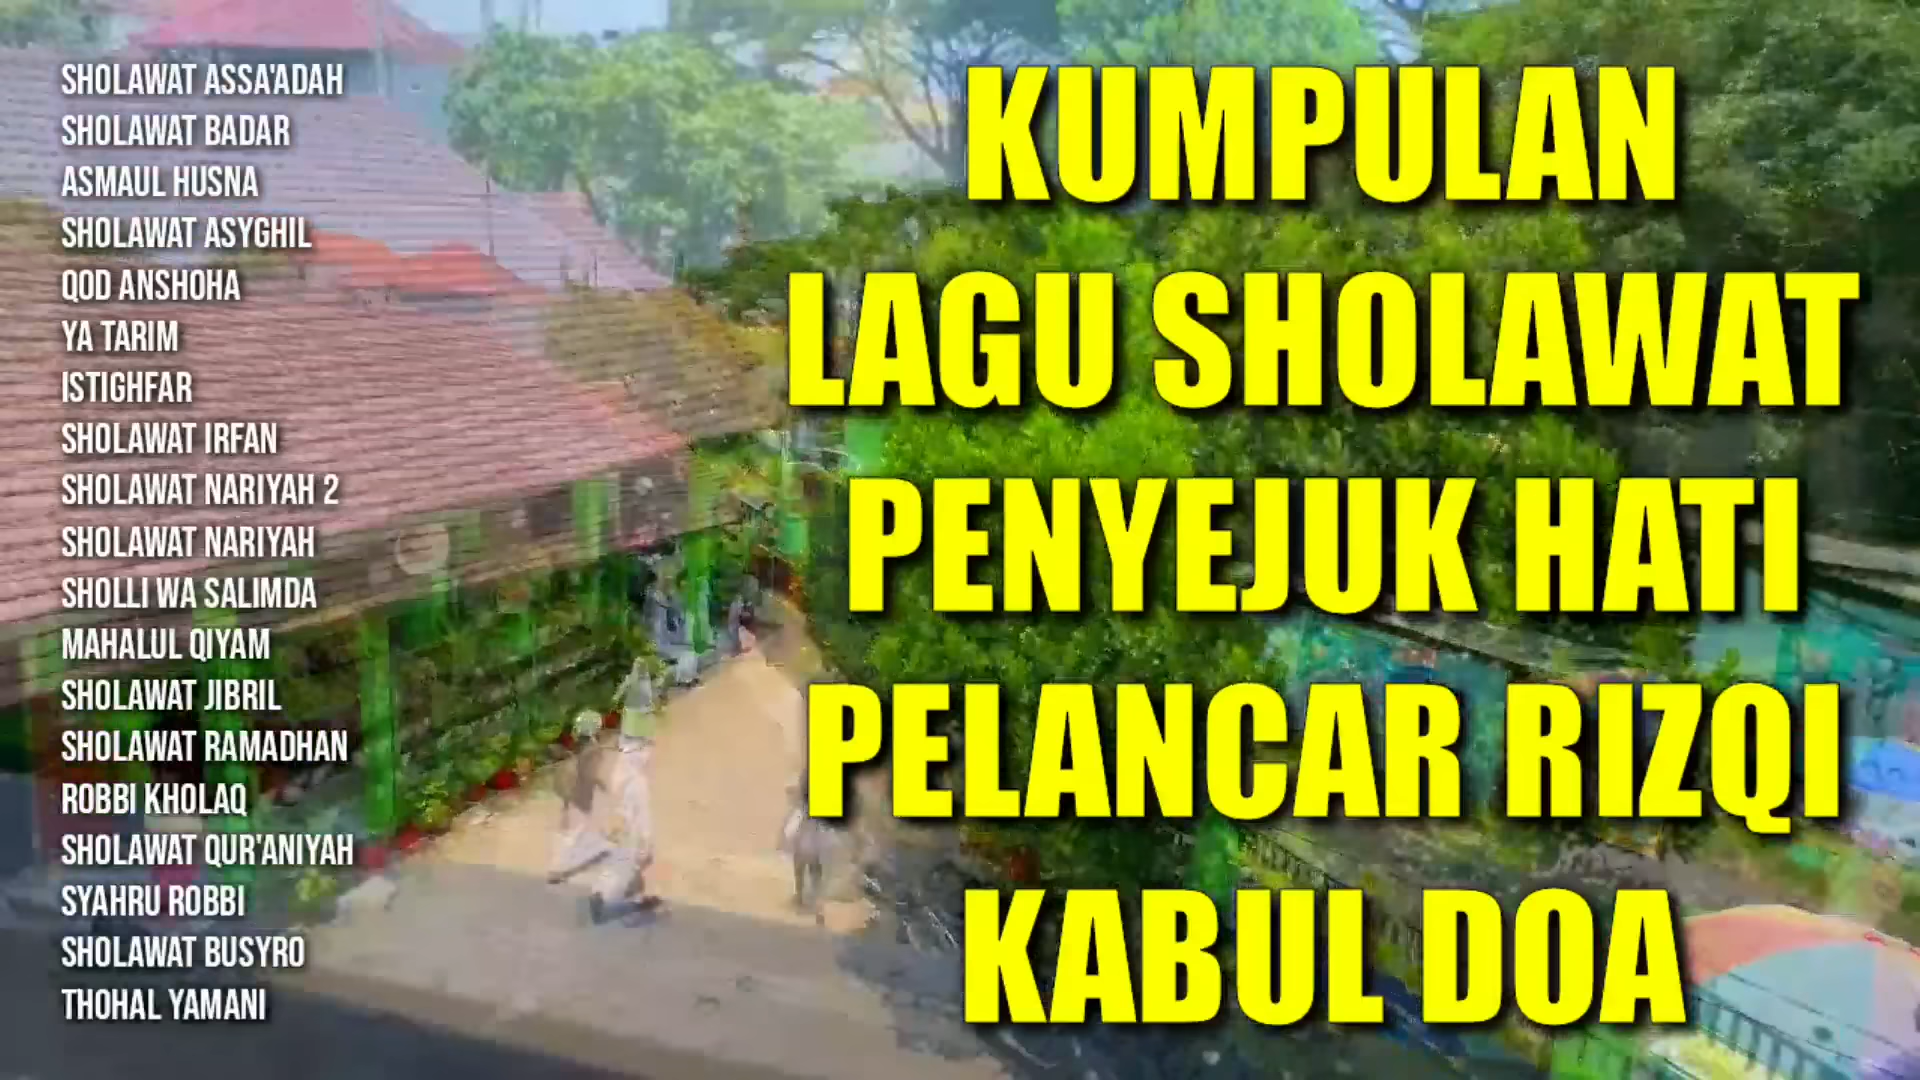 SHOLAWAT ASSA'ADAH
SHOLAWAT BADAR
ASMAUL HUSNA
SHOLAWAT ASYGHIL
QOD ANSHOHA
YA TARIM
ISTIGHFAR
SHOLAWAT IRFAN
SHOLAWAT NARIYAH 2
SHOLAWAT NARIYAH
SHOLLI WA SALIMDA
MAHALUL QIYAM
SHOLAWAT JIBRIL
SHOLAWAT RAMADHAN
ROBBI KHOLAQ
SHOLAWAT QUR'ANIYAH
SYAHRU ROBBI
SHOLAWAT BUSYRO
THOHAL YAMANI
KUMPULAN
LAGU SHOLAWAT
PENYEJUK HATI
PELANCAR RIZQI
KABUL DOA